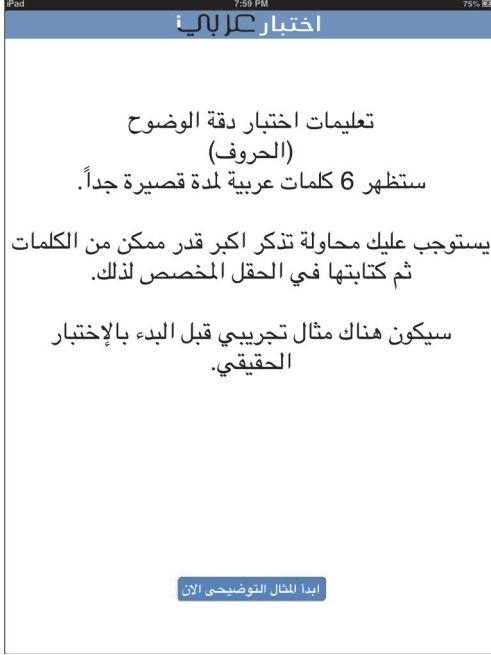 iPad 7:59 PM 75%
اختبار عربي i
تعليمات اختبار دقة الوضوح
(الحروف)
ستظهر 6 كلمات عربية لمدة قصيرة جداً.
يستوجب عليك محاولة تذكر اكبر قدر ممكن من الكلمات
ثم كتابتها في الحقل المخصص لذلك.
سيكون هناك مثال تجريبي قبل البدء بالإختبار
الحقيقي.
ابدأ المثال التوضيحى الان